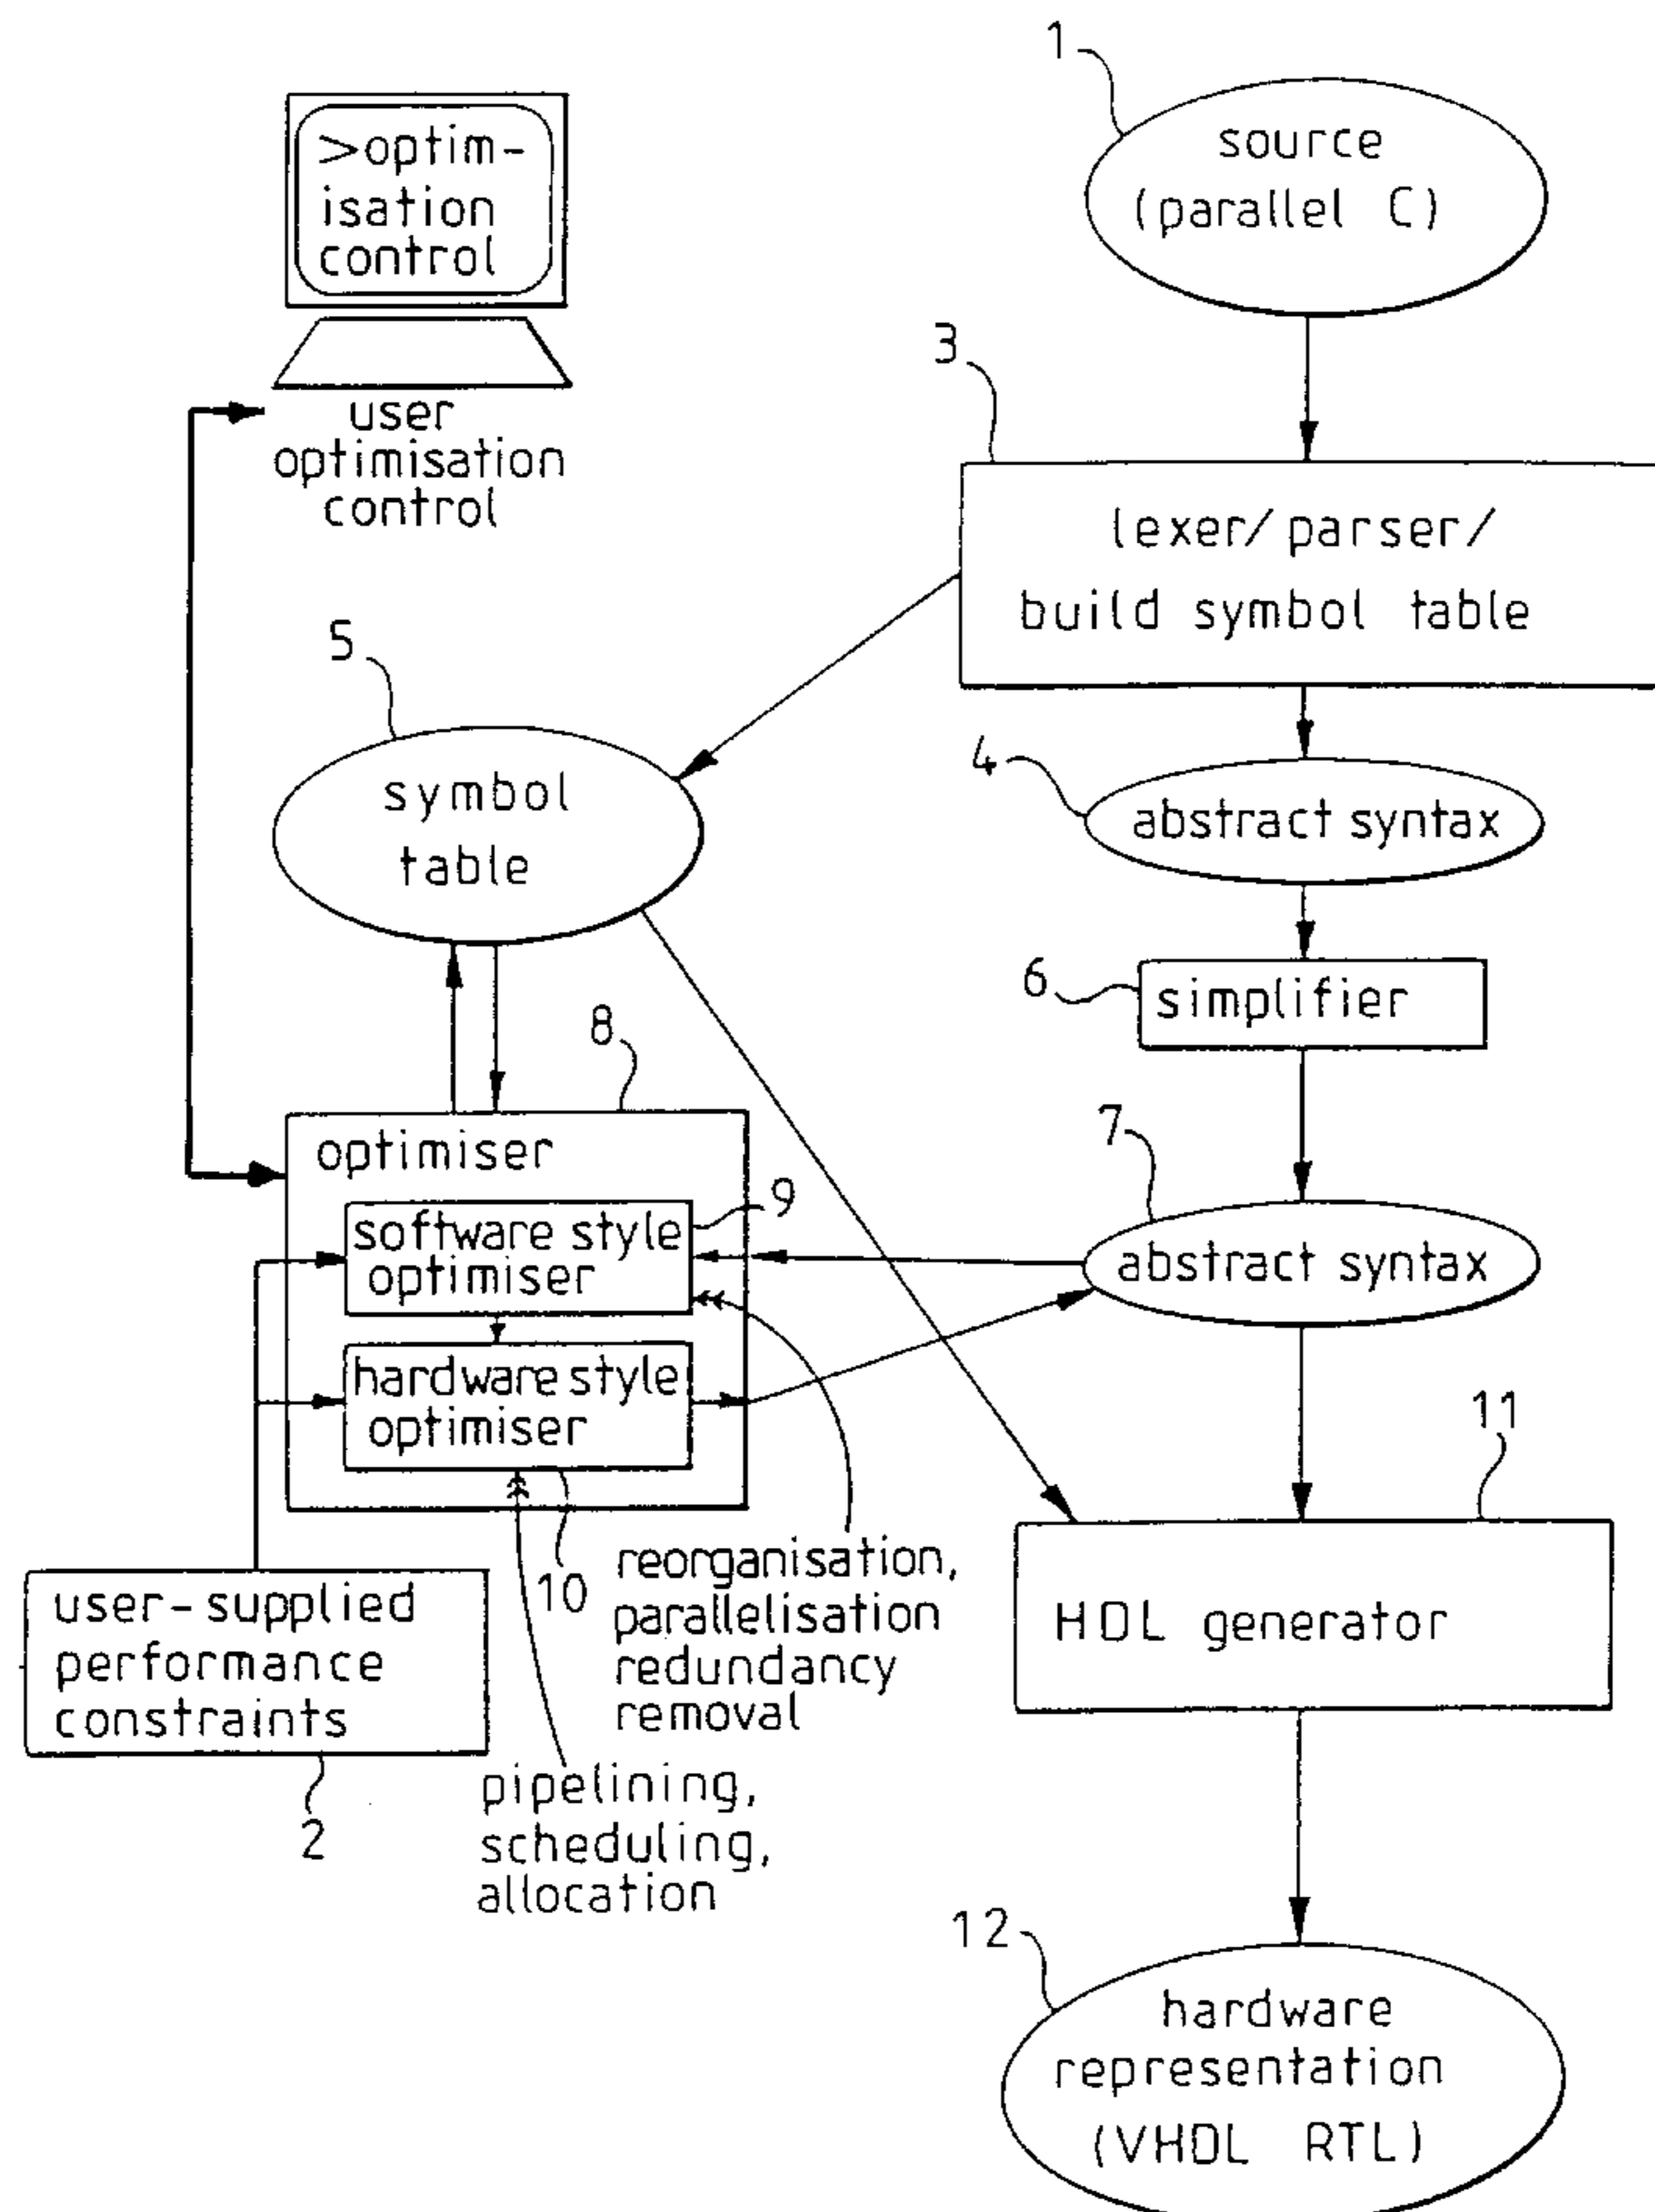 1
source
(parallel C)
>optim-
isation
control
user
optimisation
control
3
lexer/parser/
build symbol table
5
symbol
table
4
abstract syntax
6
simplifier
8
optimiser
7
abstract syntax
9
software style
optimiser
hardware style
optimiser
10
reorganisation,
parallelisation
redundancy
removal
11
HDL generator
user-supplied
performance
constraints
2
pipelining,
scheduling,
allocation
12
hardware
representation
(VHDL RTL)